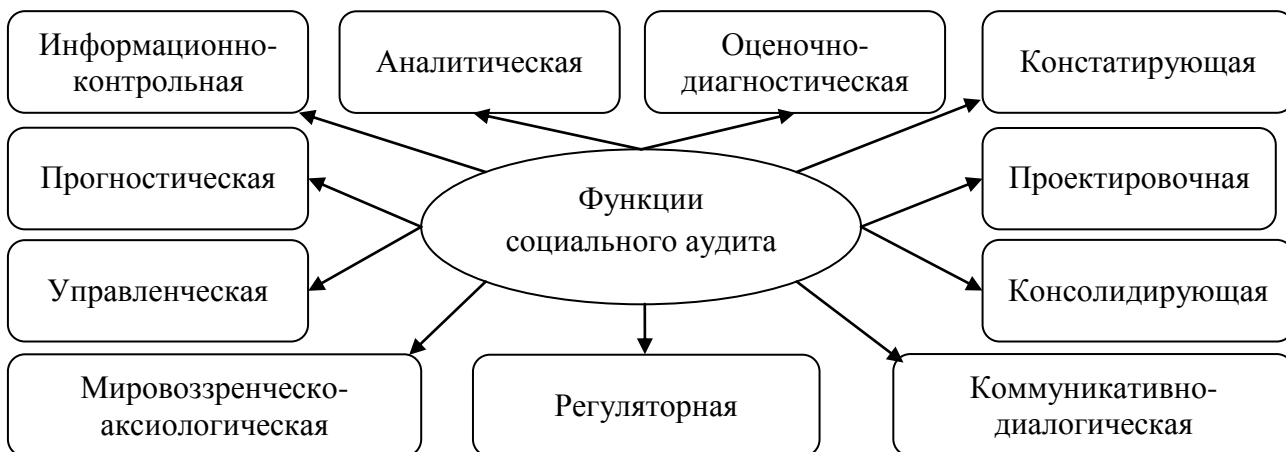 Информационно-
контрольная
Аналитическая
Оценочно-
диагностическая
Констатирующая
Прогностическая
Функции
социального аудита
Проектировочная
Управленческая
Консолидирующая
Мировоззренческо-
аксиологическая
Регуляторная
Коммуникативно-
диалогическая